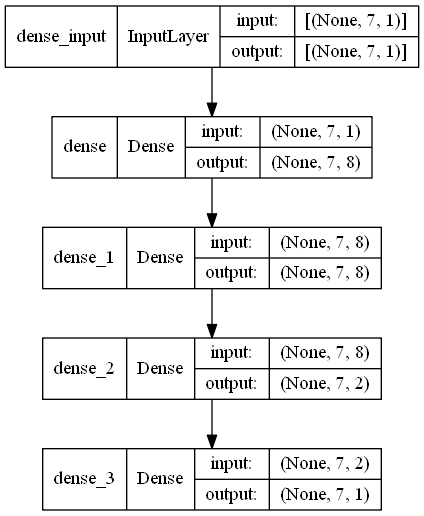 dense_input InputLayer input: [(None, 7, 1)]
output: [(None, 7, 1)]
dense Dense input: (None, 7, 1)
output: (None, 7, 8)
dense_1 Dense input: (None, 7, 8)
output: (None, 7, 8)
dense_2 Dense input: (None, 7, 8)
output: (None, 7, 2)
dense_3 Dense input: (None, 7, 2)
output: (None, 7, 1)